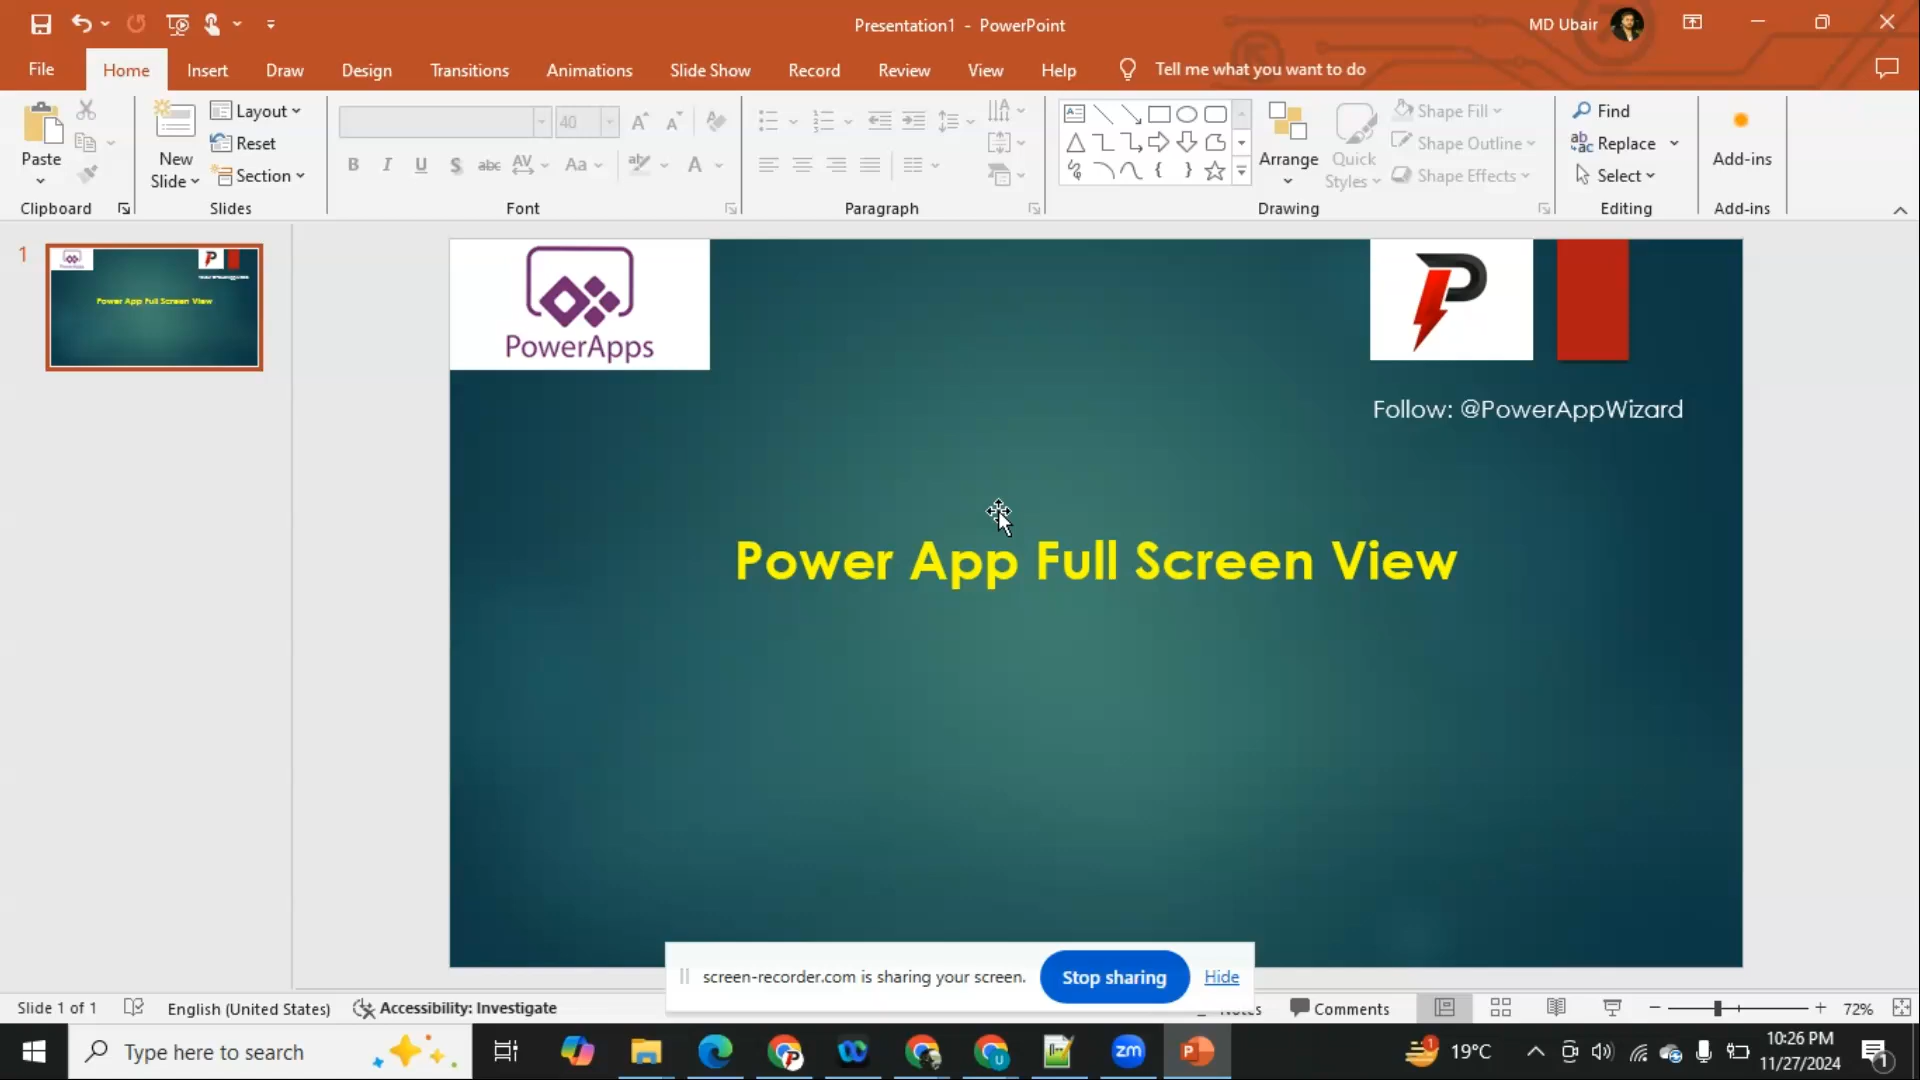 Presentation1 - PowerPoint
MD Ubair
File Home Insert Draw Design Transitions Animations Slide Show Record Review View Help Tell me what you want to do
Paste
New Slide
Layout
Reset
Section
40
Aa
Arrange
Quick Styles
Shape Fill
Shape Outline
Shape Effects
Find
Replace
Select
Add-ins
Clipboard Slides Font Paragraph Drawing Editing Add-ins
1
PowerApps
Follow: @PowerAppWizard
Power App Full Screen View
screen-recorder.com is sharing your screen. Stop sharing Hide
Slide 1 of 1 English (United States) Accessibility: Investigate Notes Comments 72%
Type here to search
zm
19°C
10:26 PM
11/27/2024
1